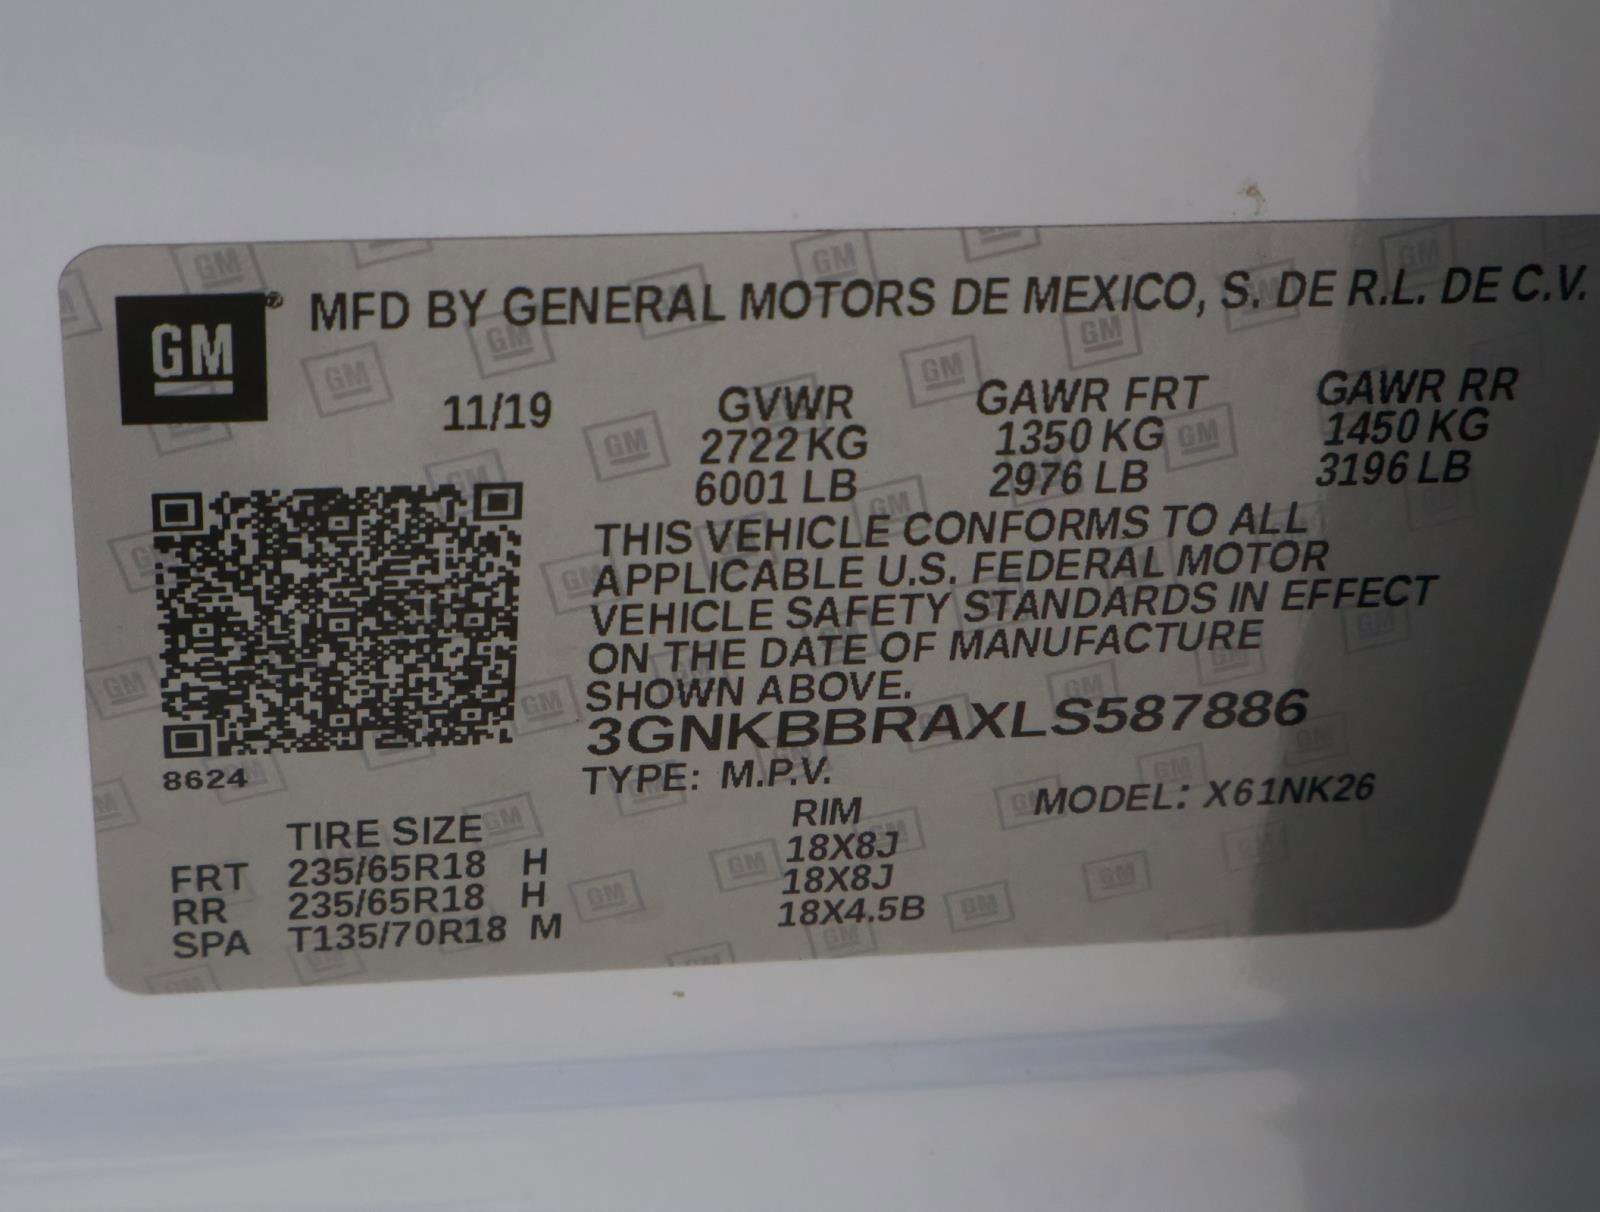 GM MFD BY GENERAL MOTORS DE MEXICO, S. DE R.L. DE C.V.
11/19 GVWR GAWR FRT GAWR RR
2722 KG 1350 KG 1450 KG
6001 LB 2976 LB 3196 LB
THIS VEHICLE CONFORMS TO ALL
APPLICABLE U.S. FEDERAL MOTOR
VEHICLE SAFETY STANDARDS IN EFFECT
ON THE DATE OF MANUFACTURE
SHOWN ABOVE.
3GNKBBRAXLS587886
8624 TYPE: M.P.V. MODEL: X61NK26
TIRE SIZE RIM
FRT 235/65R18 H 18X8J
RR 235/65R18 H 18X8J
SPA T135/70R18 M 18X4.5B